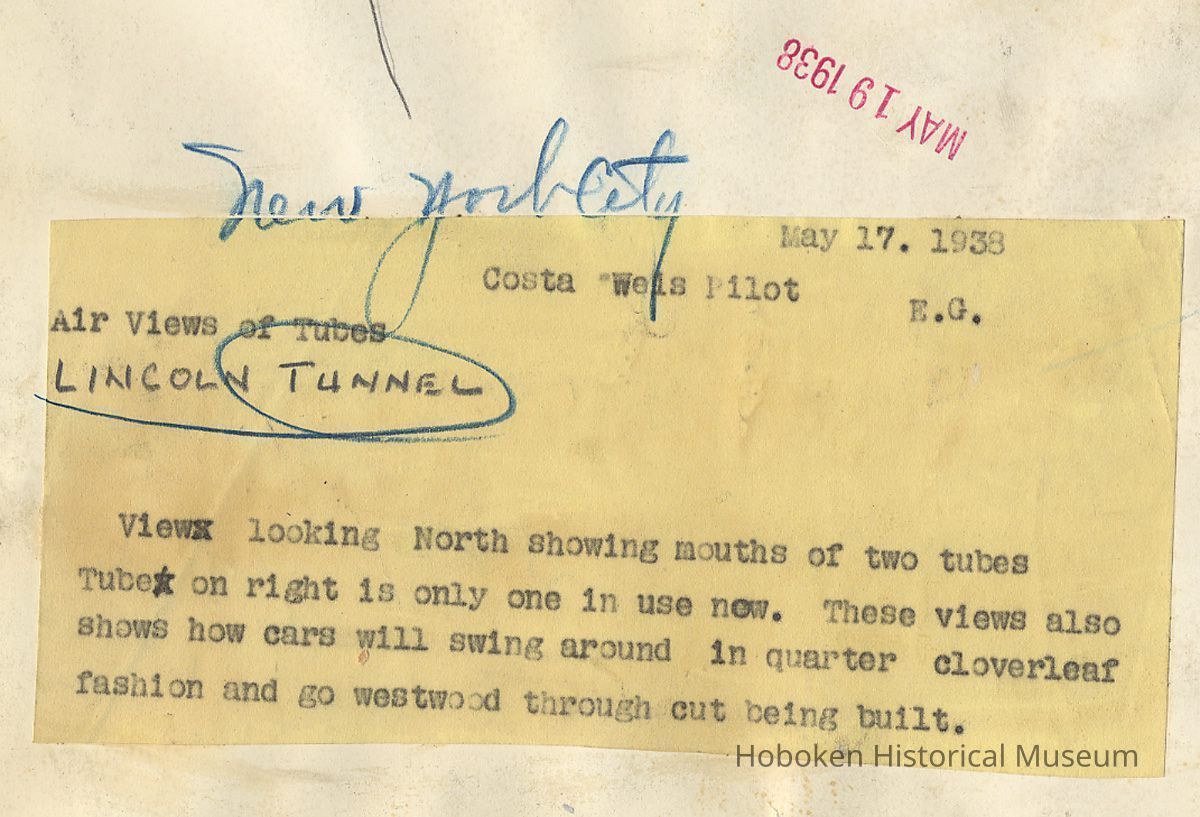 MAY 19 1938
New York City
May 17. 1938
Costa Weis Pilot
E.G.
Air Views of Tubes
LINCOLN TUNNEL
Viewx looking North showing mouths of two tubes
Tubex on right is only one in use now. These views also
shows how cars will swing around in quarter cloverleaf
fashion and go westwood through cut being built.
Hoboken Historical Museum